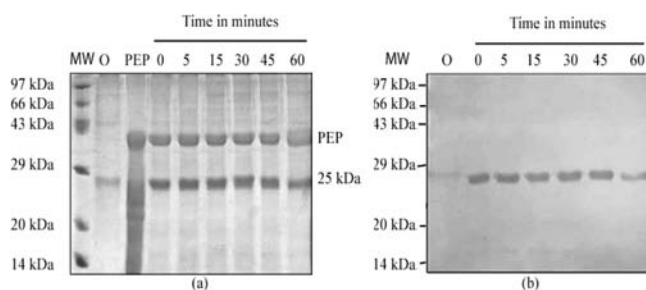 Time in minutes
MW O PEP 0 5 15 30 45 60
97 kDa
66 kDa
43 kDa
PEP
29 kDa
25 kDa
20 kDa
14 kDa
(a)
Time in minutes
MW O 0 5 15 30 45 60
97 kDa
66 kDa
43 kDa
29 kDa
20 kDa
14 kDa
(b)